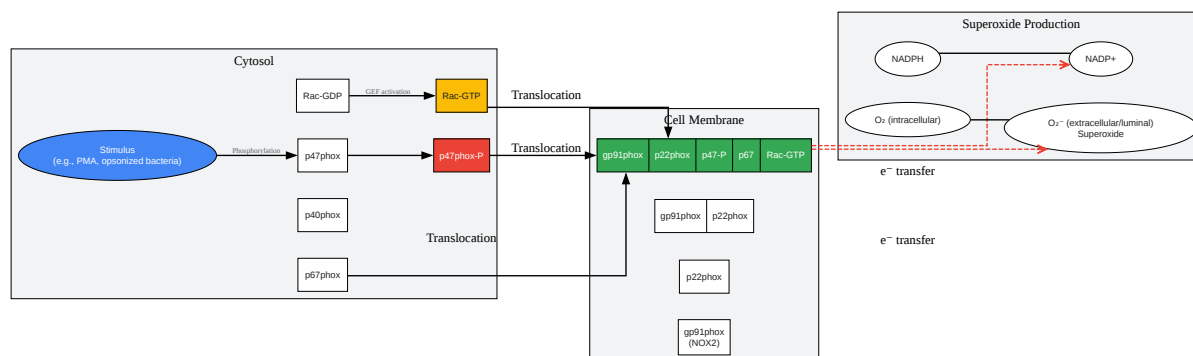 Superoxide Production
NADPH
NADP+
O₂ (intracellular)
O₂⁻ (extracellular/luminal)
Superoxide
e⁻ transfer
e⁻ transfer
Cytosol
Rac-GDP
GEF activation
Rac-GTP
Translocation
Stimulus
(e.g., PMA, opsonized bacteria)
Phosphorylation
p47phox
p47phox-P
Translocation
p40phox
Translocation
p67phox
Cell Membrane
gp91phox
p22phox
p47-P
p67
Rac-GTP
gp91phox
p22phox
p22phox
gp91phox
(NOX2)